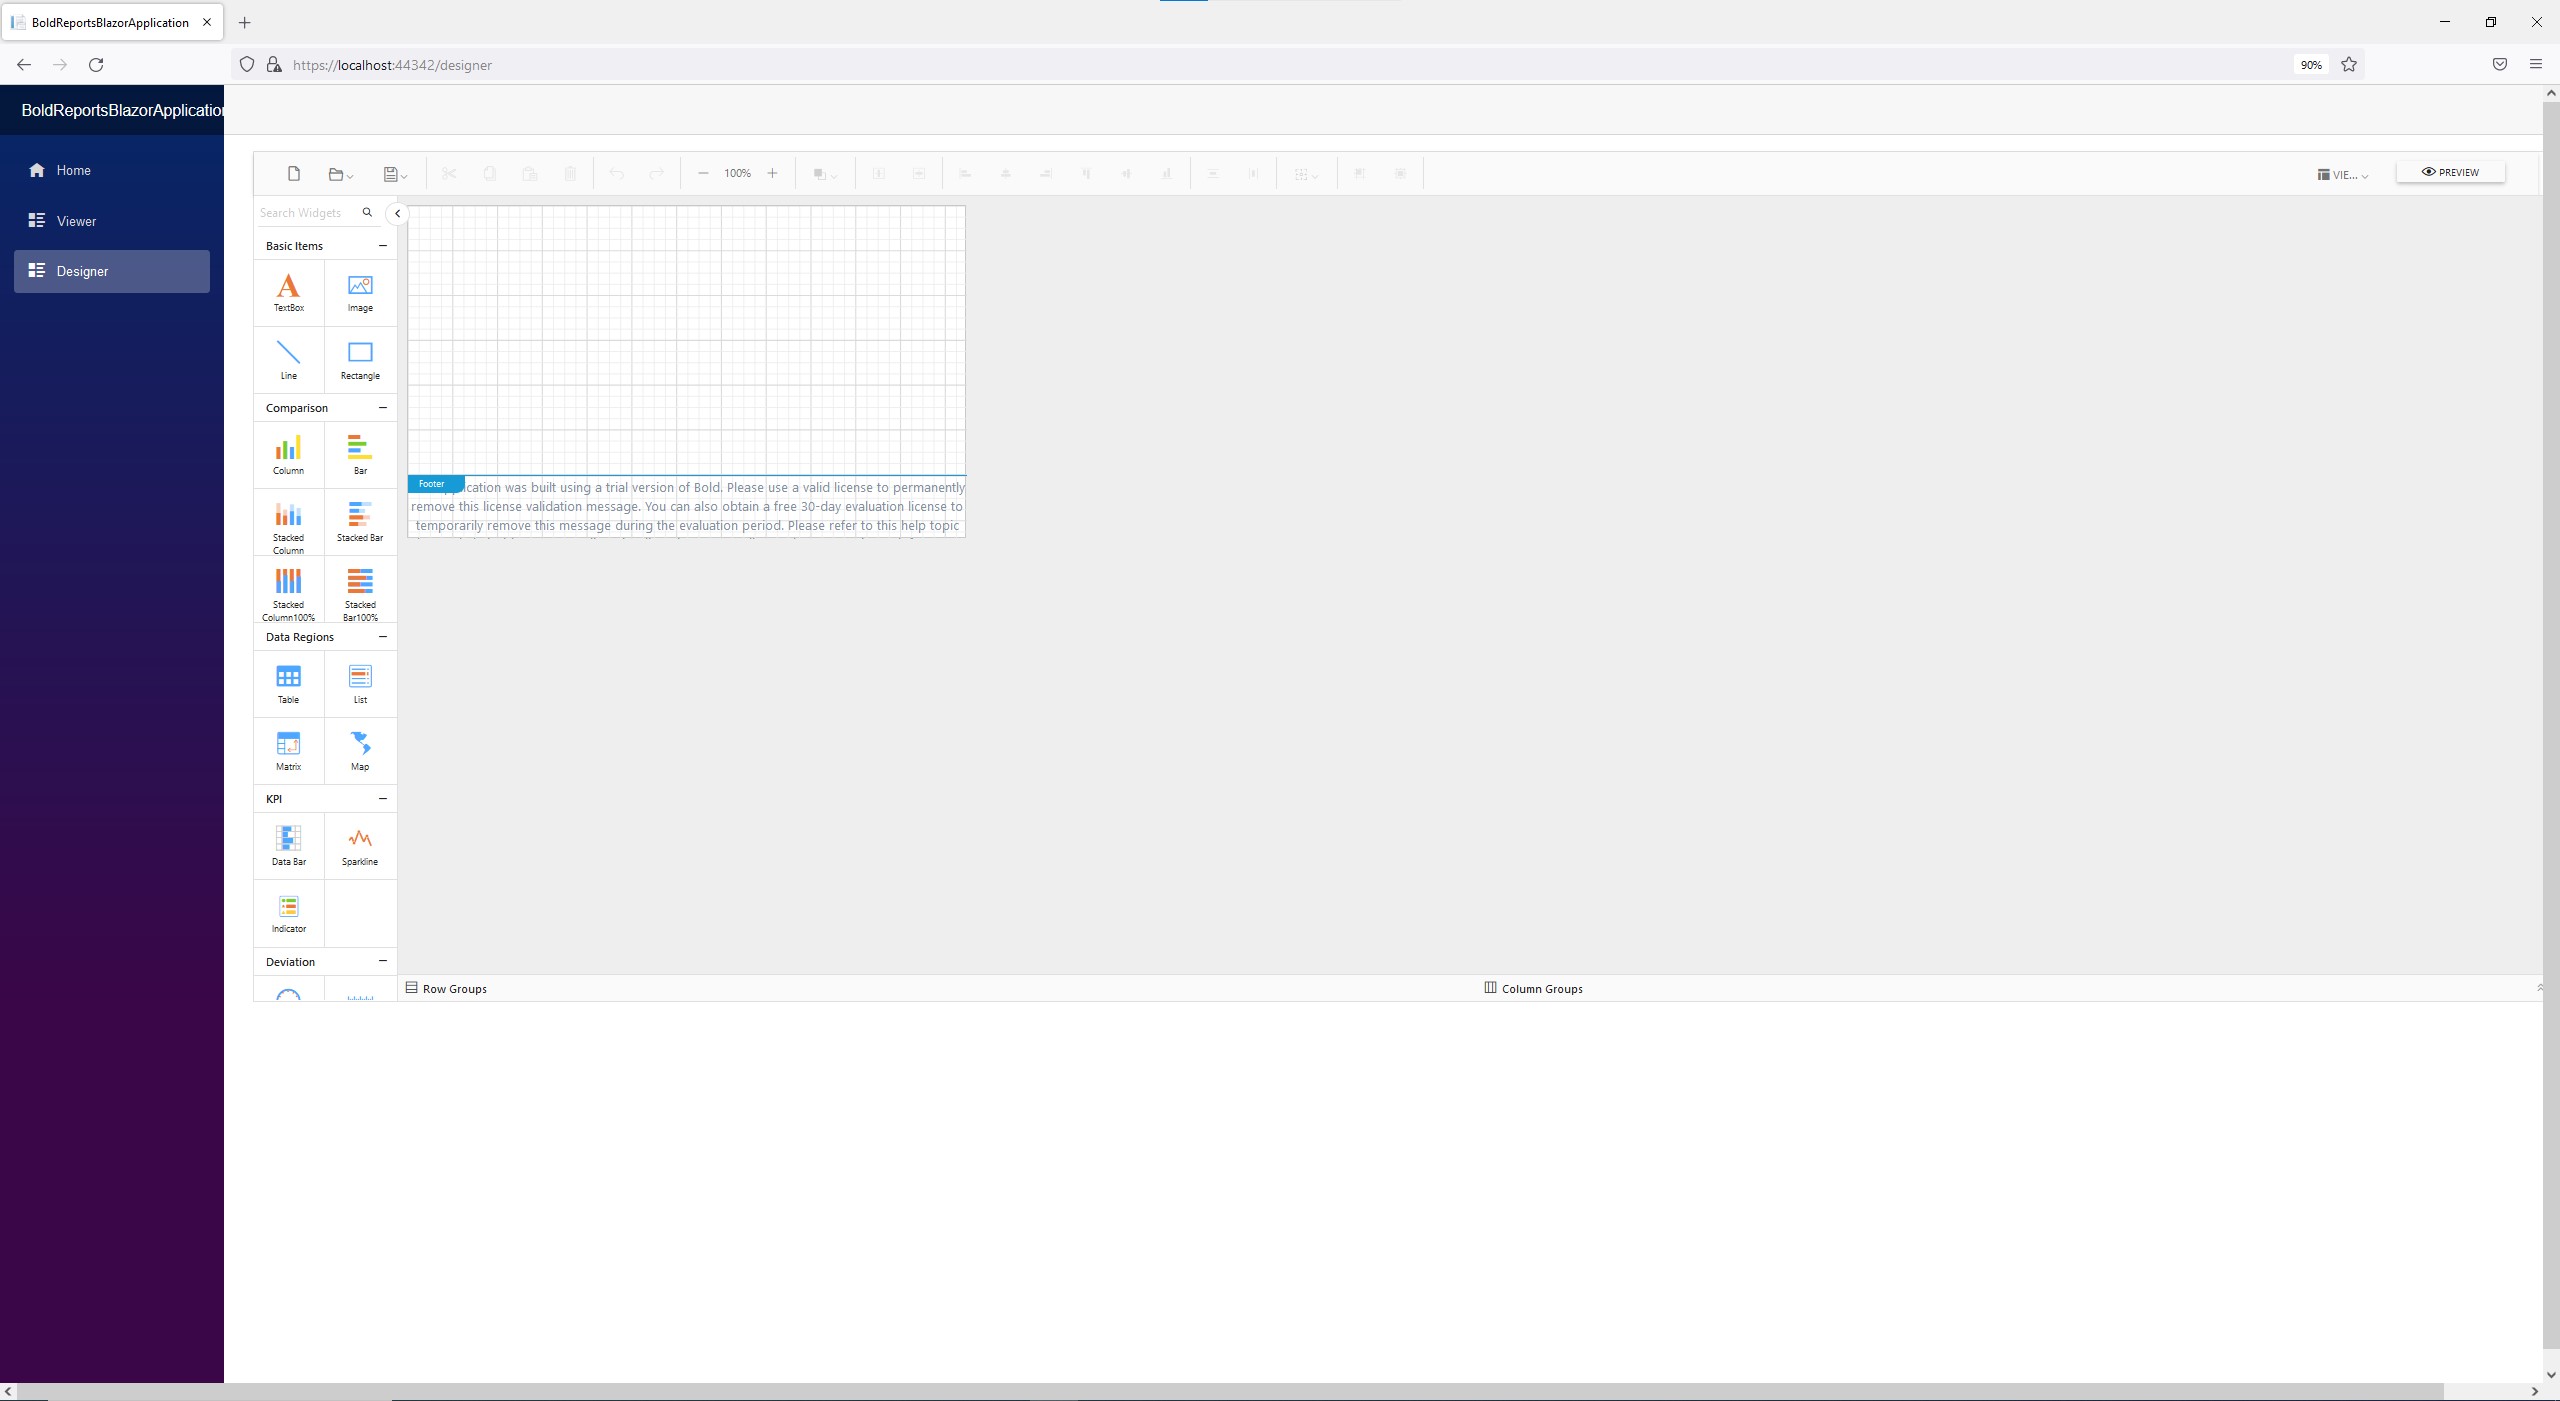 BoldReportsBlazorApplication
https://localhost:44342/designer
90%
BoldReportsBlazorApplication
Home
Viewer
Designer
100%
VIE...
PREVIEW
Search Widgets
Basic Items
TextBox
Image
Line
Rectangle
Comparison
Column
Bar
Stacked
Column
Stacked Bar
Stacked
Column100%
Stacked
Bar100%
Data Regions
Table
List
Matrix
Map
KPI
Data Bar
Sparkline
Indicator
Deviation
Footer
was built using a trial version of Bold. Please use a valid license to permanently
remove this license validation message. You can also obtain a free 30-day evaluation license to
temporarily remove this message during the evaluation period. Please refer to this help topic
Row Groups
Column Groups